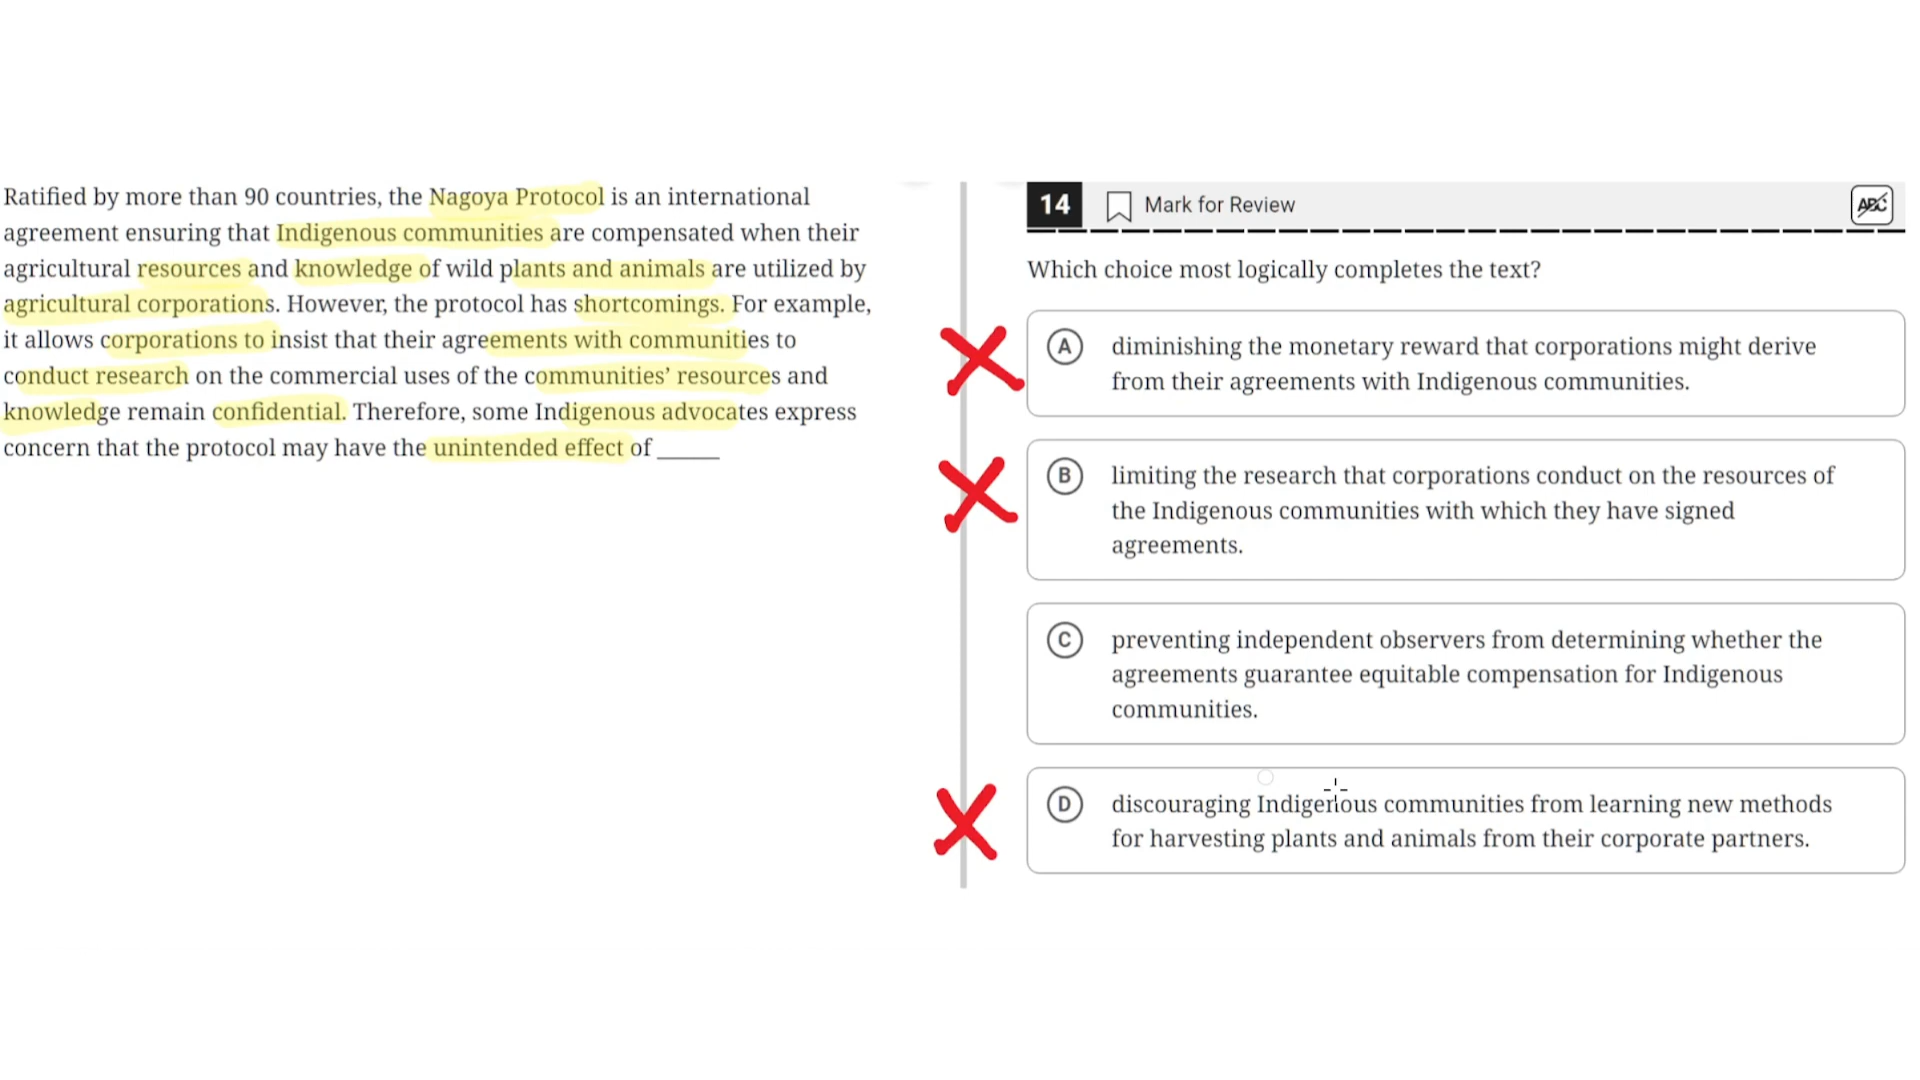 Ratified by more than 90 countries, the Nagoya Protocol is an international
agreement ensuring that Indigenous communities are compensated when their
agricultural resources and knowledge of wild plants and animals are utilized by
agricultural corporations. However, the protocol has shortcomings. For example,
it allows corporations to insist that their agreements with communities to
conduct research on the commercial uses of the communities’ resources and
knowledge remain confidential. Therefore, some Indigenous advocates express
concern that the protocol may have the unintended effect of ______
14 Mark for Review ABC
Which choice most logically completes the text?
A diminishing the monetary reward that corporations might derive
from their agreements with Indigenous communities.
B limiting the research that corporations conduct on the resources of
the Indigenous communities with which they have signed
agreements.
C preventing independent observers from determining whether the
agreements guarantee equitable compensation for Indigenous
communities.
D discouraging Indigenous communities from learning new methods
for harvesting plants and animals from their corporate partners.